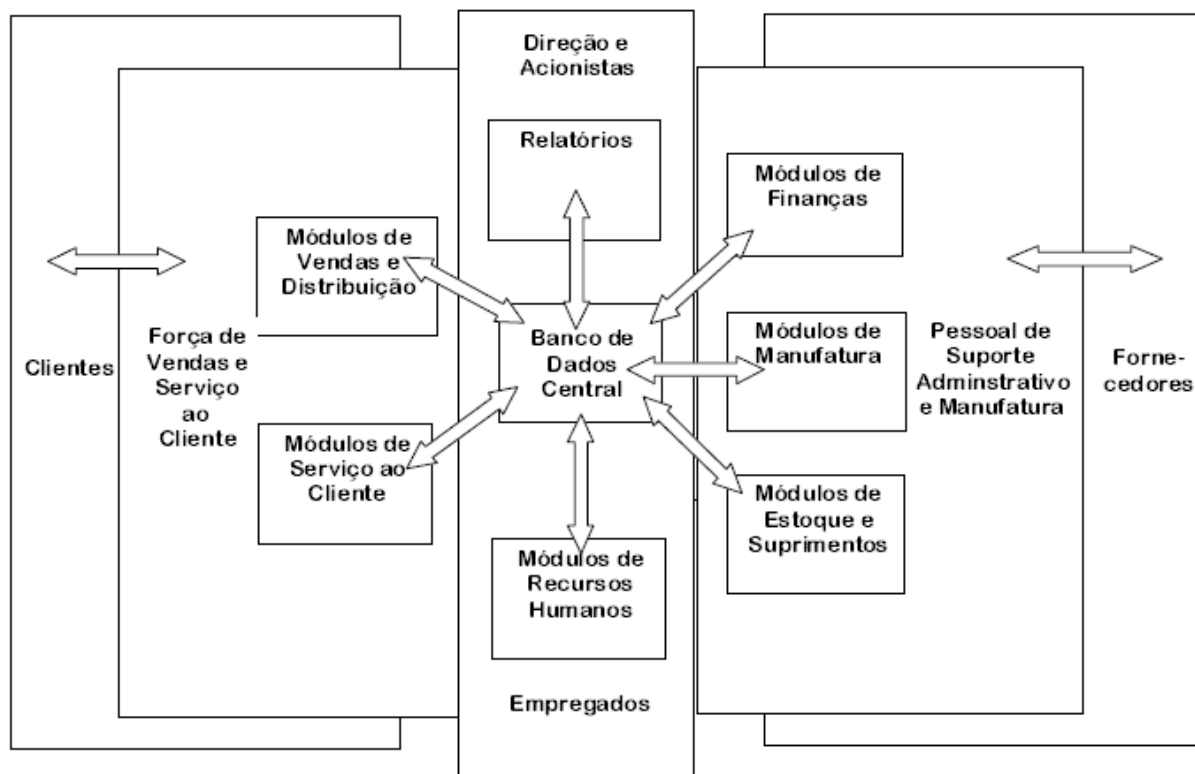 Direção e
Acionistas
Relatórios
Módulos de
Finanças
Módulos de
Vendas e
Distribuição
Banco de
Dados
Central
Módulos de
Manufatura
Clientes
Força de
Vendas e
Serviço
ao
Cliente
Pessoal de
Suporte
Adminstrativo
e Manufatura
Forne-
cedores
Módulos de
Serviço ao
Cliente
Módulos de
Estoque e
Suprimentos
Módulos de
Recursos
Humanos
Empregados